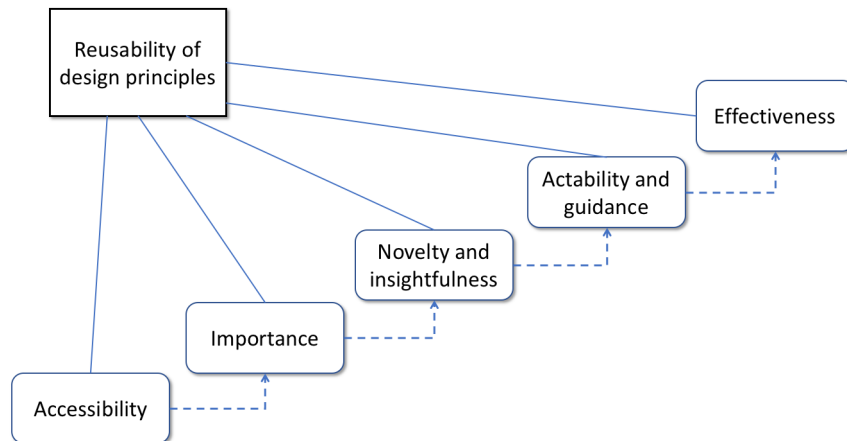 Reusability of
design principles
Effectiveness
Actability and
guidance
Novelty and
insightfulness
Importance
Accessibility